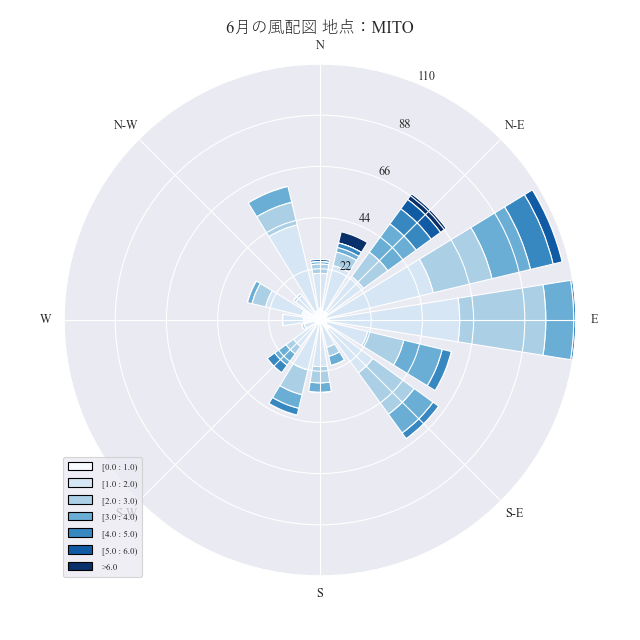 6月の風配図 地点：MITO
N
110
N-W
88
N-E
66
44
22
W
E
[0.0 : 1.0)
[1.0 : 2.0)
[2.0 : 3.0)
[3.0 : 4.0)
[4.0 : 5.0)
[5.0 : 6.0)
>6.0
S-W
S-E
S